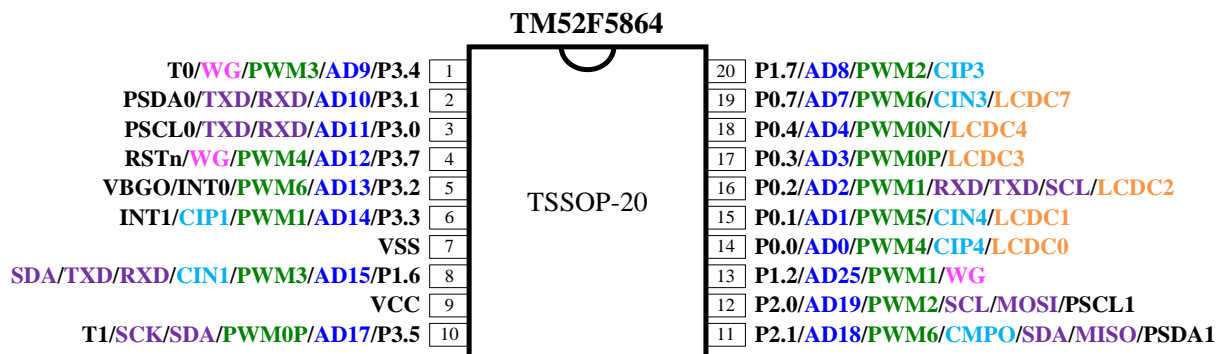 TM52F5864
T0/WG/PWM3/AD9/P3.4 1 20 P1.7/AD8/PWM2/CIP3
PSDA0/TXD/RXD/AD10/P3.1 2 19 P0.7/AD7/PWM6/CIN3/LCDC7
PSCL0/TXD/RXD/AD11/P3.0 3 18 P0.4/AD4/PWM0N/LCDC4
RSTn/WG/PWM4/AD12/P3.7 4 17 P0.3/AD3/PWM0P/LCDC3
VBGO/INT0/PWM6/AD13/P3.2 5 TSSOP-20 16 P0.2/AD2/PWM1/RXD/TXD/SCL/LCDC2
INT1/CIP1/PWM1/AD14/P3.3 6 15 P0.1/AD1/PWM5/CIN4/LCDC1
VSS 7 14 P0.0/AD0/PWM4/CIP4/LCDC0
SDA/TXD/RXD/CIN1/PWM3/AD15/P1.6 8 13 P1.2/AD25/PWM1/WG
VCC 9 12 P2.0/AD19/PWM2/SCL/MOSI/PSCL1
T1/SCK/SDA/PWM0P/AD17/P3.5 10 11 P2.1/AD18/PWM6/CMPO/SDA/MISO/PSDA1